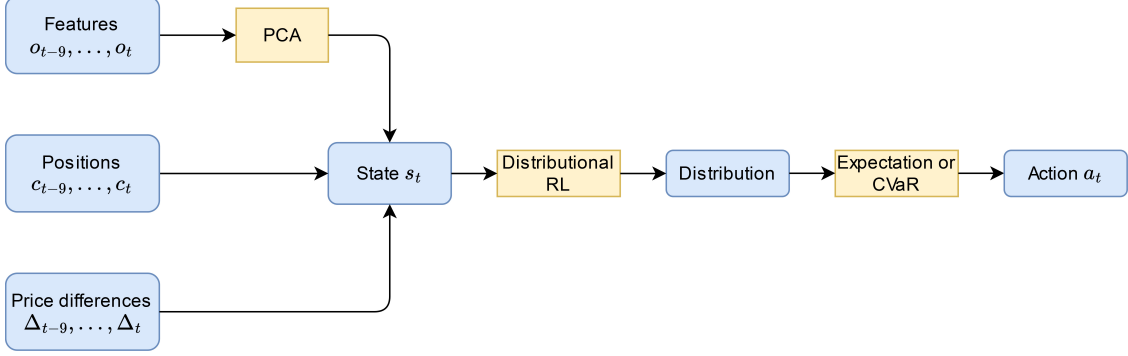 Features
o_{t−9}, . . . , o_t
PCA
Positions
c_{t−9}, . . . , c_t
State s_t
Distributional
RL
Distribution
Expectation or
CVaR
Action a_t
Price differences
Δ_{t−9}, . . . , Δ_t